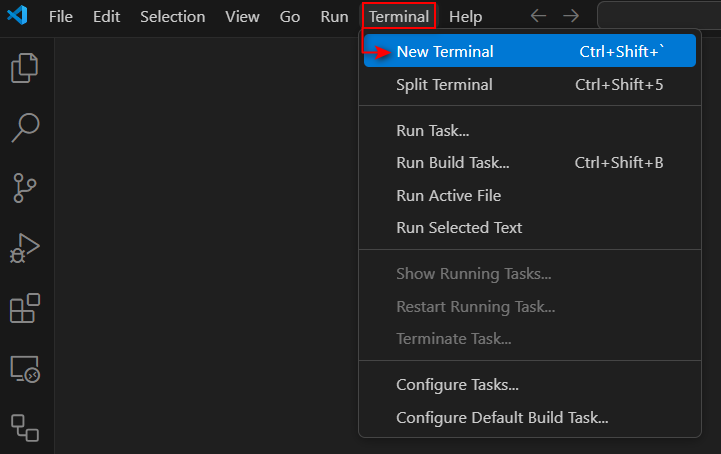 File Edit Selection View Go Run Terminal Help
New Terminal Ctrl+Shift+`
Split Terminal Ctrl+Shift+5
Run Task...
Run Build Task... Ctrl+Shift+B
Run Active File
Run Selected Text
Show Running Tasks...
Restart Running Task...
Terminate Task...
Configure Tasks...
Configure Default Build Task...